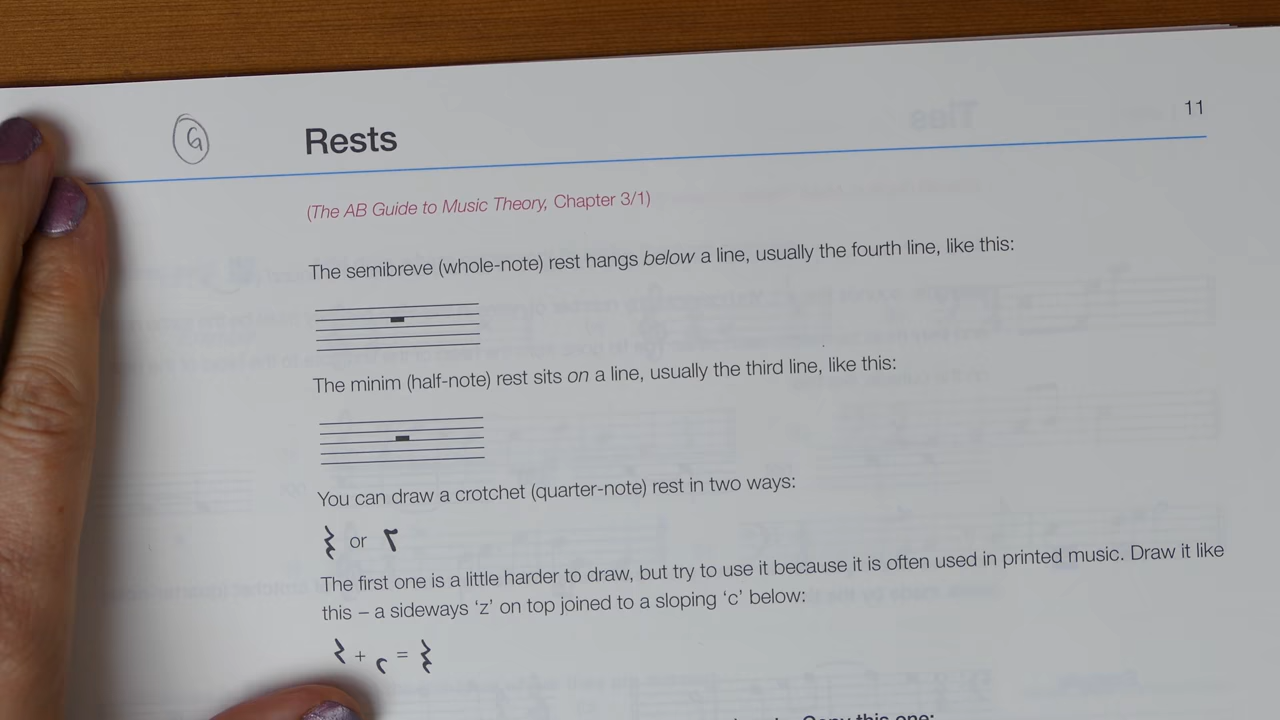 G
Rests
11
(The AB Guide to Music Theory, Chapter 3/1)
The semibreve (whole-note) rest hangs below a line, usually the fourth line, like this:
The minim (half-note) rest sits on a line, usually the third line, like this:
You can draw a crotchet (quarter-note) rest in two ways:
or
The first one is a little harder to draw, but try to use it because it is often used in printed music. Draw it like
this – a sideways ‘z’ on top joined to a sloping ‘c’ below:
+ =
Copy this one: